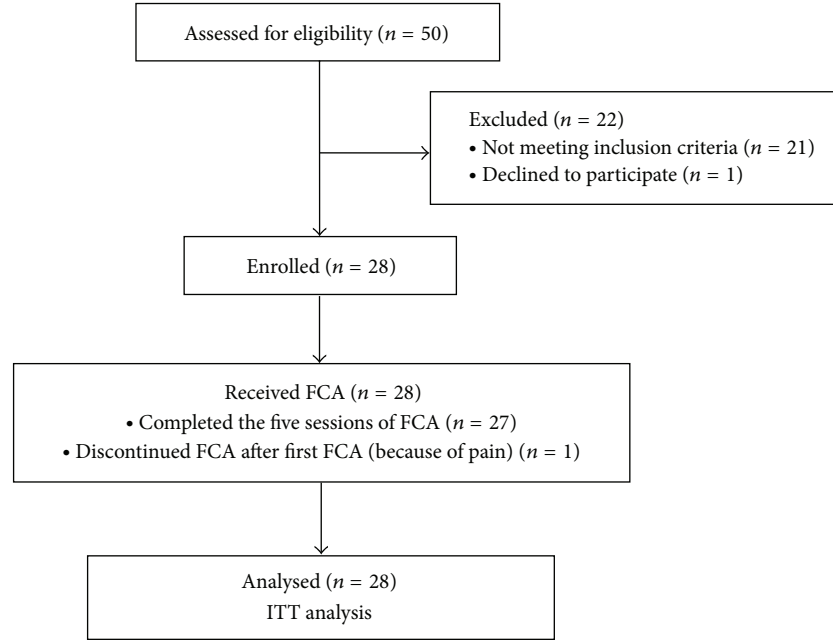 Assessed for eligibility (n = 50)
Excluded (n = 22)
• Not meeting inclusion criteria (n = 21)
• Declined to participate (n = 1)
Enrolled (n = 28)
Received FCA (n = 28)
• Completed the five sessions of FCA (n = 27)
• Discontinued FCA after first FCA (because of pain) (n = 1)
Analysed (n = 28)
ITT analysis